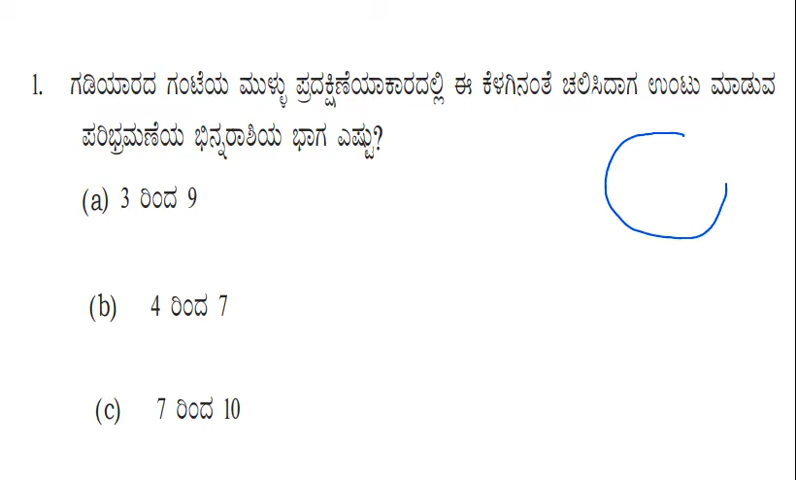 1. ಗಡಿಯಾರದ ಗಂಟೆಯ ಮುಳ್ಳು ಪ್ರದಕ್ಷಿಣೆಯಾಕಾರದಲ್ಲಿ ಈ ಕೆಳಗಿನಂತೆ ಚಲಿಸಿದಾಗ ಉಂಟು ಮಾಡುವ
ಪರಿಭ್ರಮಣೆಯ ಭಿನ್ನರಾಶಿಯ ಭಾಗ ಎಷ್ಟು?
(a) 3 ರಿಂದ 9
(b) 4 ರಿಂದ 7
(c) 7 ರಿಂದ 10